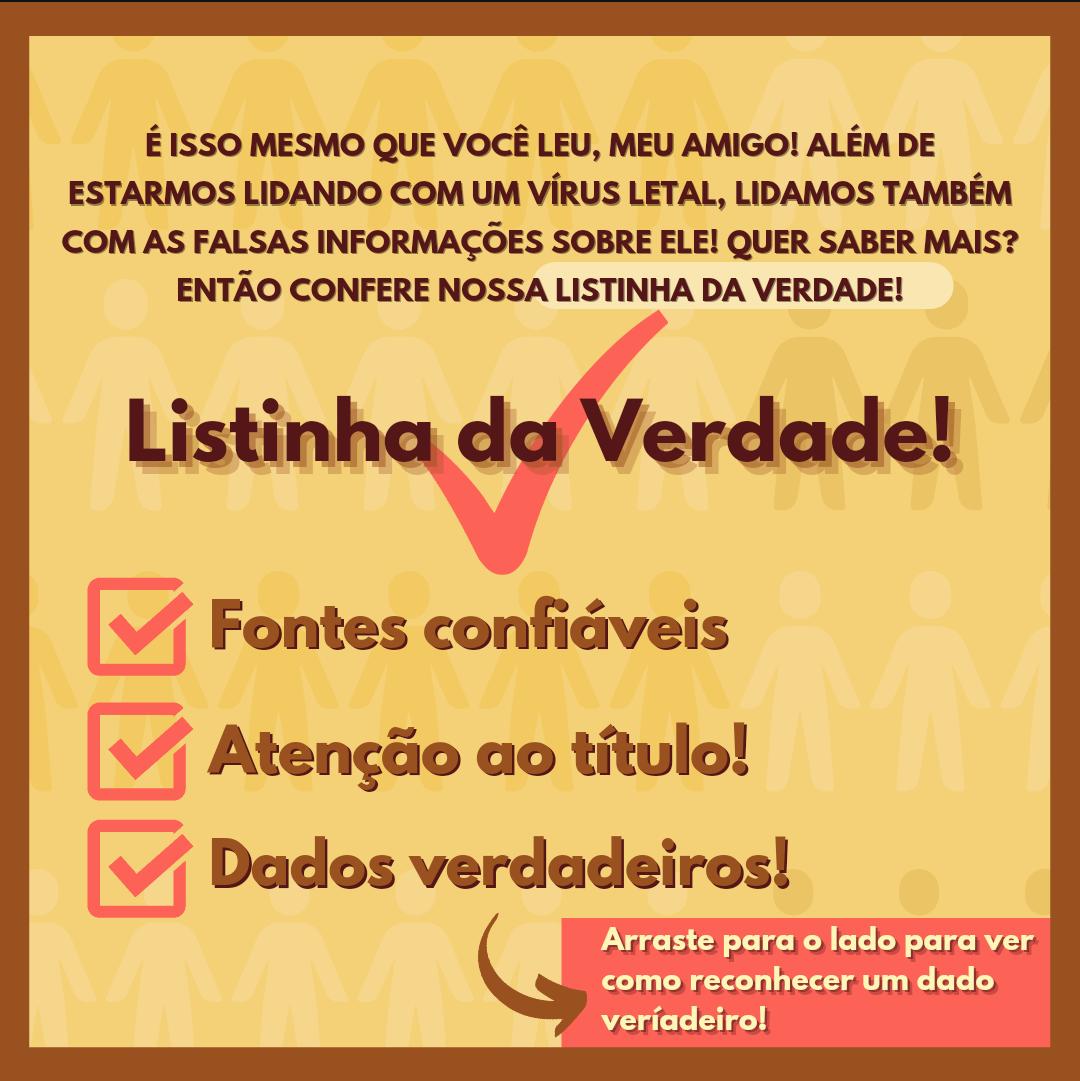 É ISSO MESMO QUE VOCÊ LEU, MEU AMIGO! ALÉM DE
ESTARMOS LIDANDO COM UM VÍRUS LETAL, LIDAMOS TAMBÉM
COM AS FALSAS INFORMAÇÕES SOBRE ELE! QUER SABER MAIS?
ENTÃO CONFERE NOSSA LISTINHA DA VERDADE!
Listinha da Verdade!
Fontes confiáveis
Atenção ao título!
Dados verdadeiros!
Arraste para o lado para ver
como reconhecer um dado
veríadeiro!